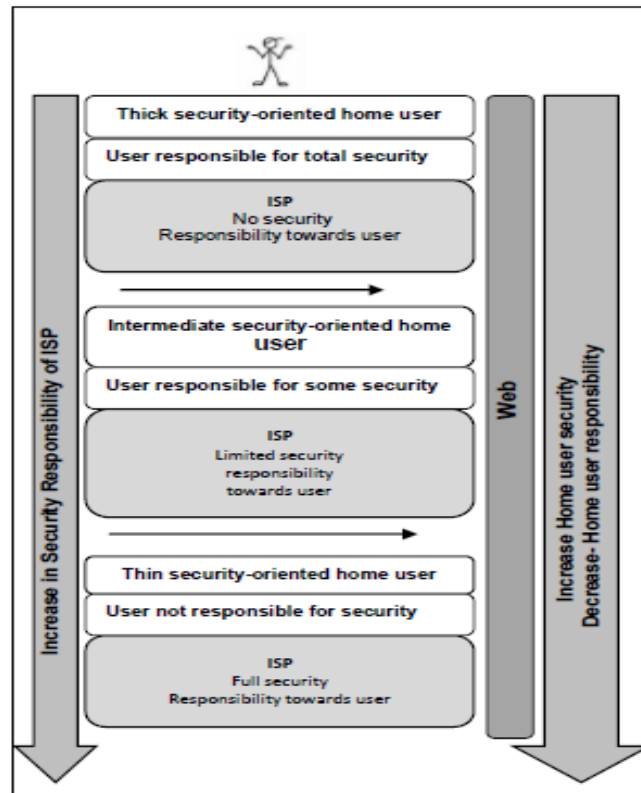 Thick security-oriented home user
User responsible for total security
ISP
No security
Responsibility towards user
Intermediate security-oriented home
user
User responsible for some security
ISP
Limited security
responsibility
towards user
Thin security-oriented home user
User not responsible for security
ISP
Full security
Responsibility towards user
Increase in Security Responsibility of ISP
Web
Increase Home user security
Decrease- Home user responsibility